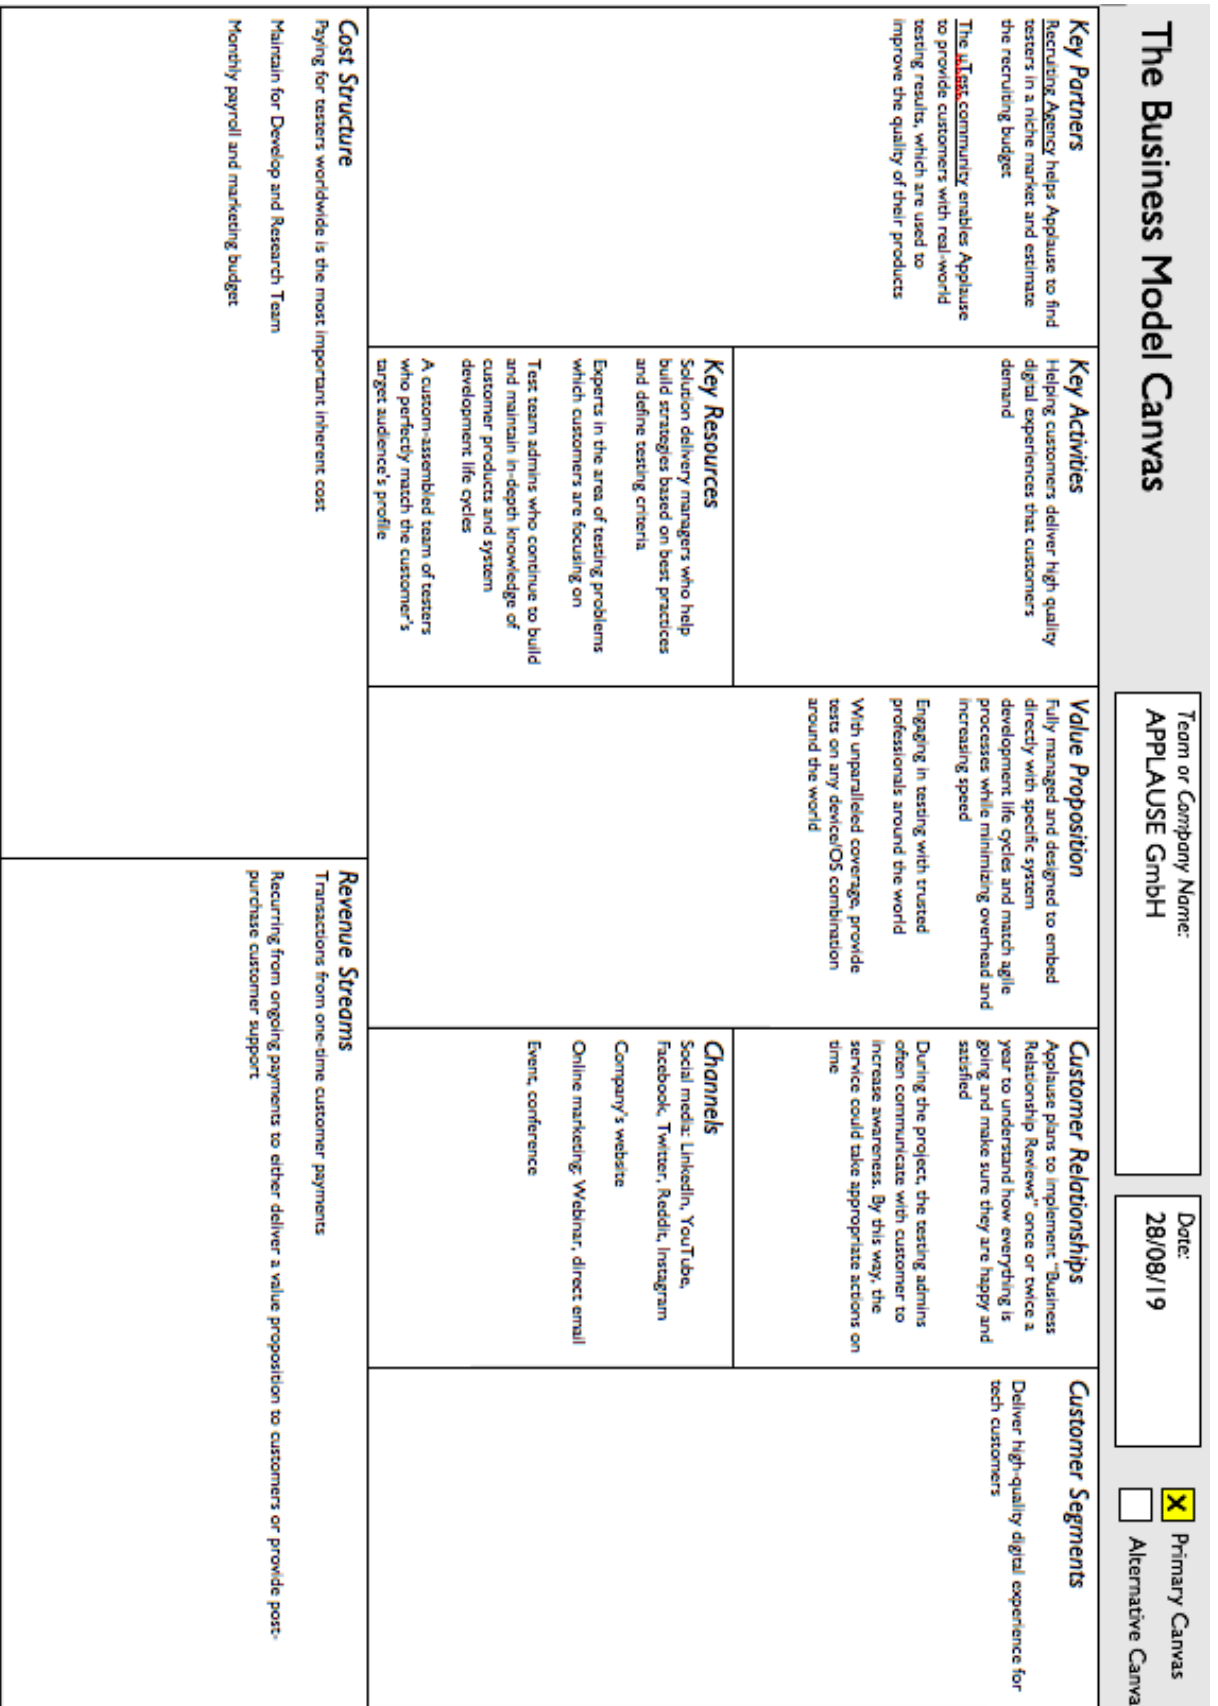 The Business Model Canvas
Team or Company Name:
APPLAUSE GmbH
Date:
28/08/19
X Primary Canvas
Alternative Canva
Key Partners
Recruiting Agency helps Applause to find
testers in a niche market and estimate
the recruiting budget
The uTest community enables Applause
to provide customers with real-world
testing results, which are used to
improve the quality of their products
Key Activities
Helping customers deliver high quality
digital experiences that customers
demand
Key Resources
Solution delivery managers who help
build strategies based on best practices
and define testing criteria
Experts in the area of testing problems
which customers are focusing on
Test team admins who continue to build
and maintain in-depth knowledge of
customer products and system
development life cycles
A custom-assembled team of testers
who perfectly match the customer's
target audience's profile
Value Proposition
Fully managed and designed to embed
directly with specific system
development life cycles and match agile
processes while minimizing overhead and
increasing speed
Engaging in testing with trusted
professionals around the world
With unparalleled coverage, provide
tests on any device/OS combination
around the world
Customer Relationships
Applause plans to implement "Business
Relationship Reviews" once or twice a
year to understand how everything is
going and make sure they are happy and
satisfied
During the project, the testing admins
often communicate with customer to
increase awareness. By this way, the
service could take appropriate actions on
time
Channels
Social media: LinkedIn, YouTube,
Facebook, Twitter, Reddit, Instagram
Company's website
Online marketing: Webinar, direct email
Event, conference
Customer Segments
Deliver high-quality digital experience for
tech customers
Cost Structure
Paying for testers worldwide is the most important inherent cost
Maintain for Develop and Research Team
Monthly payroll and marketing budget
Revenue Streams
Transactions from one-time customer payments
Recurring from ongoing payments to either deliver a value proposition to customers or provide post-
purchase customer support